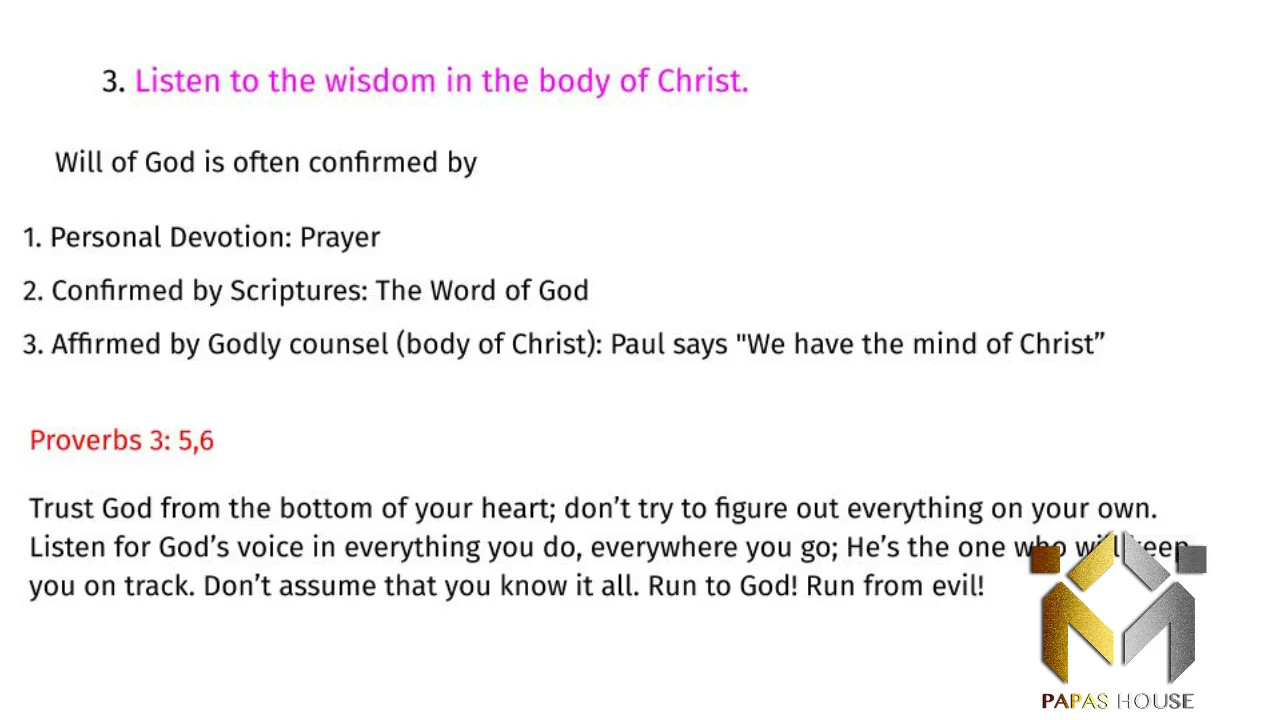 3. Listen to the wisdom in the body of Christ.
Will of God is often confirmed by
1. Personal Devotion: Prayer
2. Confirmed by Scriptures: The Word of God
3. Affirmed by Godly counsel (body of Christ): Paul says "We have the mind of Christ”
Proverbs 3: 5,6
Trust God from the bottom of your heart; don’t try to figure out everything on your own.
Listen for God’s voice in everything you do, everywhere you go; He’s the one who will keep
you on track. Don’t assume that you know it all. Run to God! Run from evil!
PAPAS HOUSE